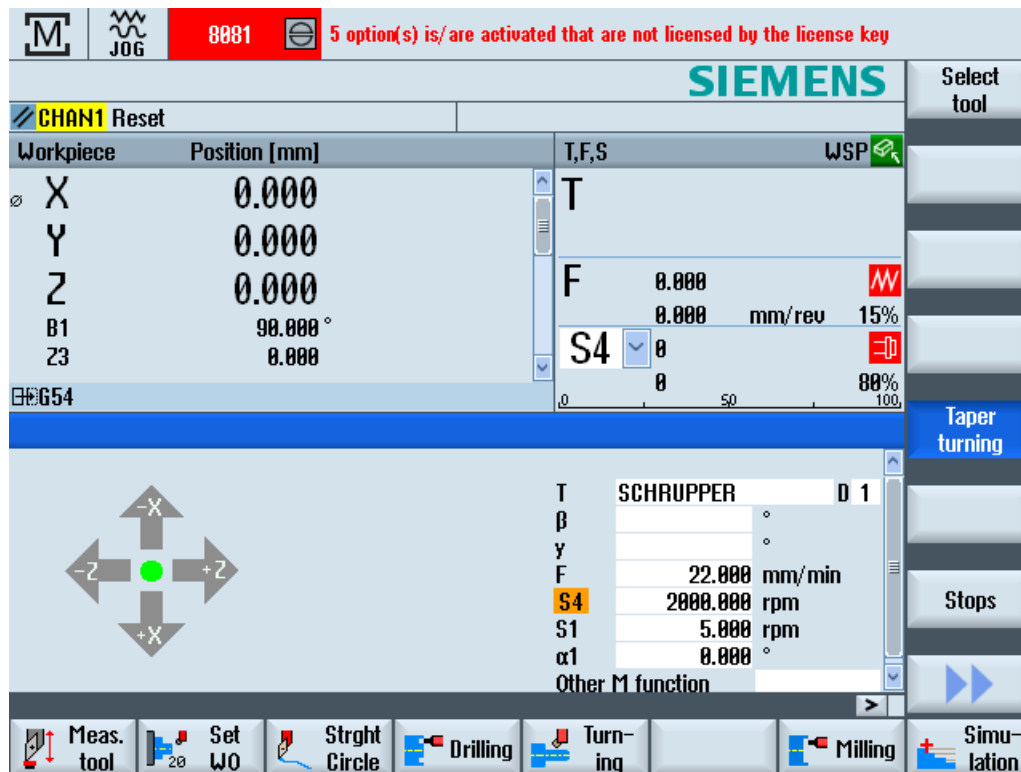 M JOG 8081 5 option(s) is/are activated that are not licensed by the license key
SIEMENS
Select
tool
CHAN1 Reset
Workpiece Position [mm] T,F,S WSP
⌀ X 0.000 T
Y 0.000
Z 0.000 F 0.000
0.000 mm/rev 15%
B1 90.000 °
Z3 0.000 S4 0
0 80%
G54
0 50 100
Taper
turning
-X
-Z +Z
+X
T SCHRUPPER D 1
β °
γ °
F 22.000 mm/min
S4 2000.000 rpm
S1 5.000 rpm
α1 0.000 °
Other M function
Stops
>
Meas.
tool
20 Set
WO
Strght
Circle
Drilling
Turn-
ing
Milling
Simu-
lation